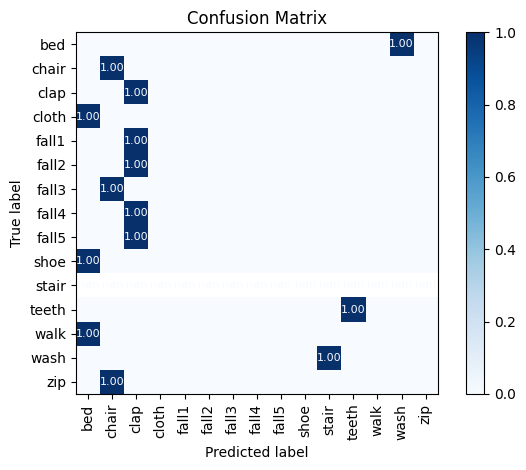 Confusion Matrix
True label
bed 1.00
chair 1.00
clap 1.00
cloth 1.00
fall1 1.00
fall2 1.00
fall3 1.00
fall4 1.00
fall5 1.00
shoe 1.00
stair
teeth 1.00
walk 1.00
wash 1.00
zip 1.00
bed chair clap cloth fall1 fall2 fall3 fall4 fall5 shoe stair teeth walk wash zip
Predicted label
1.0
0.8
0.6
0.4
0.2
0.0